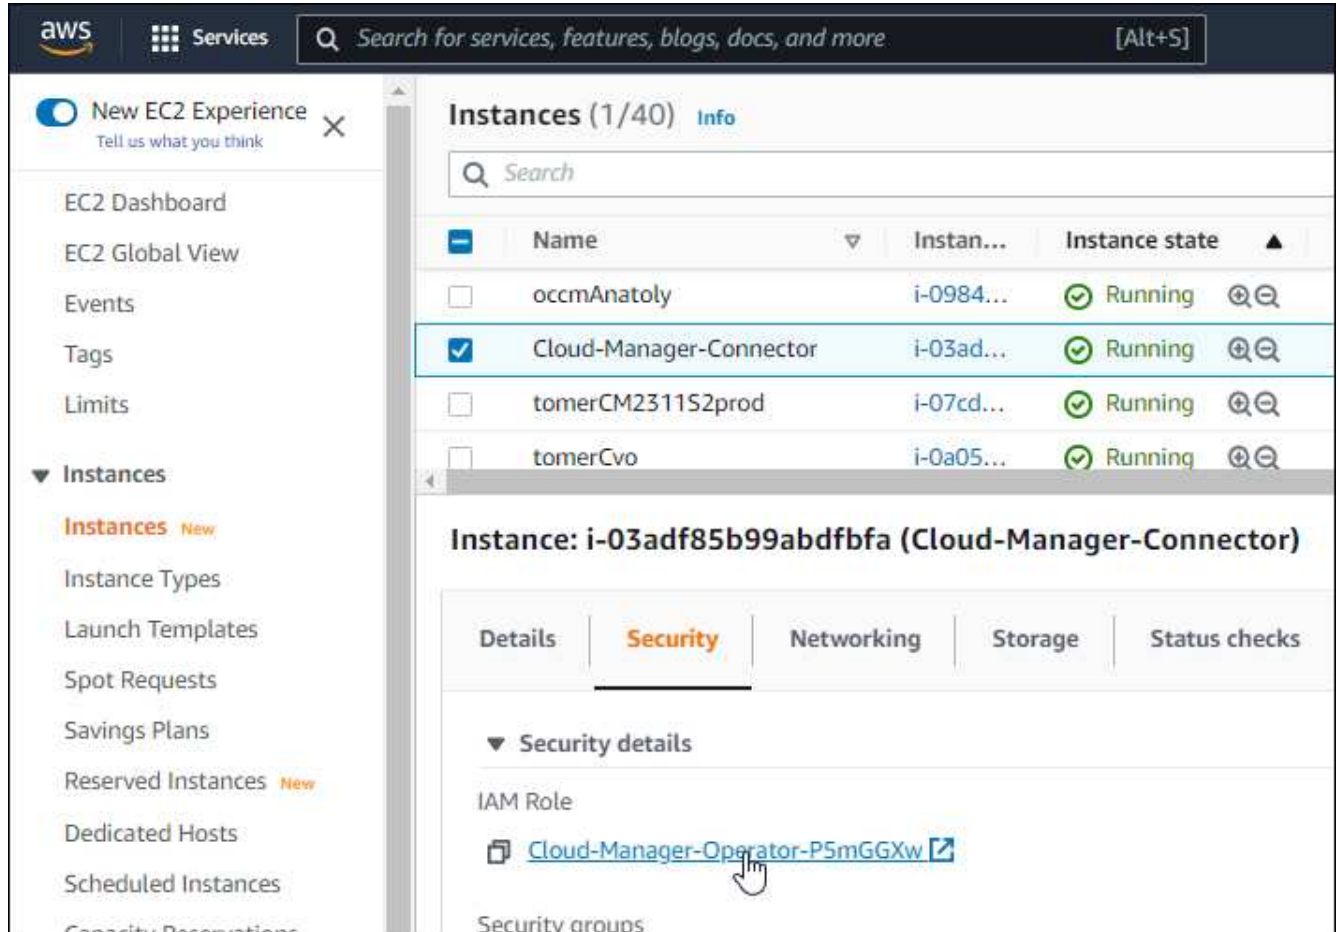 aws Services Search for services, features, blogs, docs, and more [Alt+S]
New EC2 Experience
Tell us what you think
EC2 Dashboard
EC2 Global View
Events
Tags
Limits
Instances
Instances New
Instance Types
Launch Templates
Spot Requests
Savings Plans
Reserved Instances New
Dedicated Hosts
Scheduled Instances
Capacity Reservations
Instances (1/40) Info
Search
Name Instan... Instance state
occmAnatoly i-0984... Running
Cloud-Manager-Connector i-03ad... Running
tomerCM2311S2prod i-07cd... Running
tomerCvo i-0a05... Running
Instance: i-03adf85b99abdfbfa (Cloud-Manager-Connector)
Details Security Networking Storage Status checks
Security details
IAM Role
Cloud-Manager-Operator-P5mGGXw
Security groups